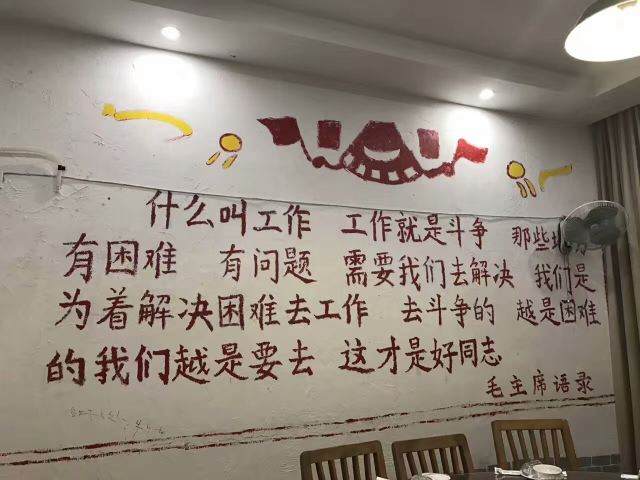 什么叫工作 工作就是斗争 那些地方
有困难 有问题 需要我们去解决 我们是
为着解决困难去工作 去斗争的 越是困难
的我们越是要去 这才是好同志
毛主席语录